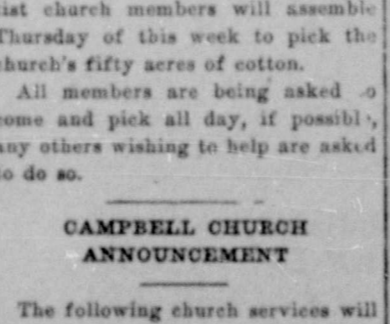 ist church members will assemble
Thursday of this week to pick the
church's fifty acres of cotton.
All members are being asked o
come and pick all day, if possibl,
any others wishing to help are asked
to do so.
CAMPBELL CHURCH
ANNOUNCEMENT
The following church services will